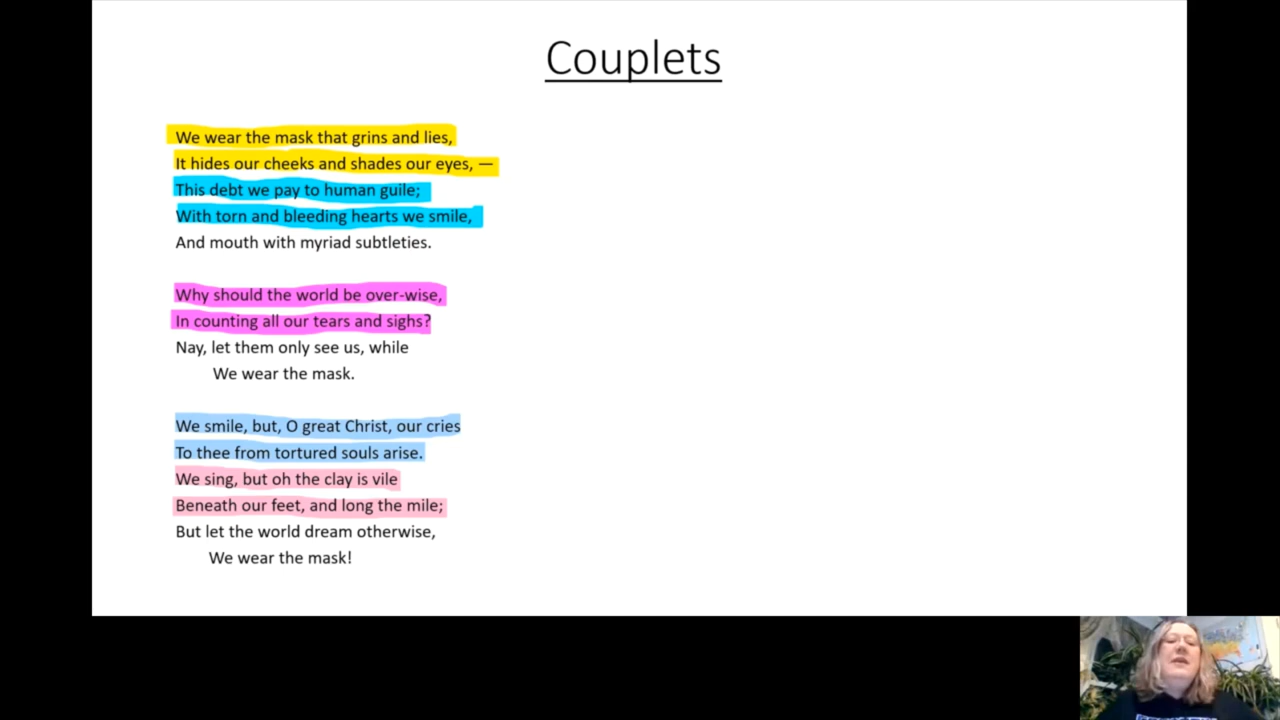 Couplets
We wear the mask that grins and lies,
It hides our cheeks and shades our eyes, —
This debt we pay to human guile;
With torn and bleeding hearts we smile,
And mouth with myriad subtleties.
Why should the world be over-wise,
In counting all our tears and sighs?
Nay, let them only see us, while
We wear the mask.
We smile, but, O great Christ, our cries
To thee from tortured souls arise.
We sing, but oh the clay is vile
Beneath our feet, and long the mile;
But let the world dream otherwise,
We wear the mask!